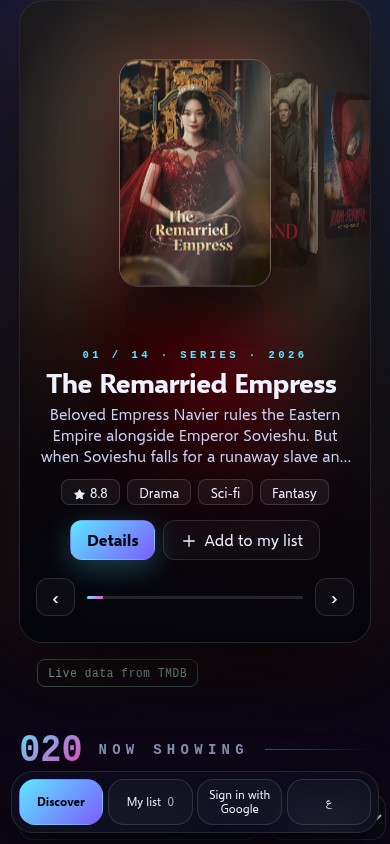 The
Remarried
Empress
AND
01 / 14 · SERIES · 2026
The Remarried Empress
Beloved Empress Navier rules the Eastern
Empire alongside Emperor Sovieshu. But
when Sovieshu falls for a runaway slave an...
★ 8.8 Drama Sci-fi Fantasy
Details + Add to my list
‹ ›
Live data from TMDB
020 NOW SHOWING
Discover My list 0 Sign in with Google ع